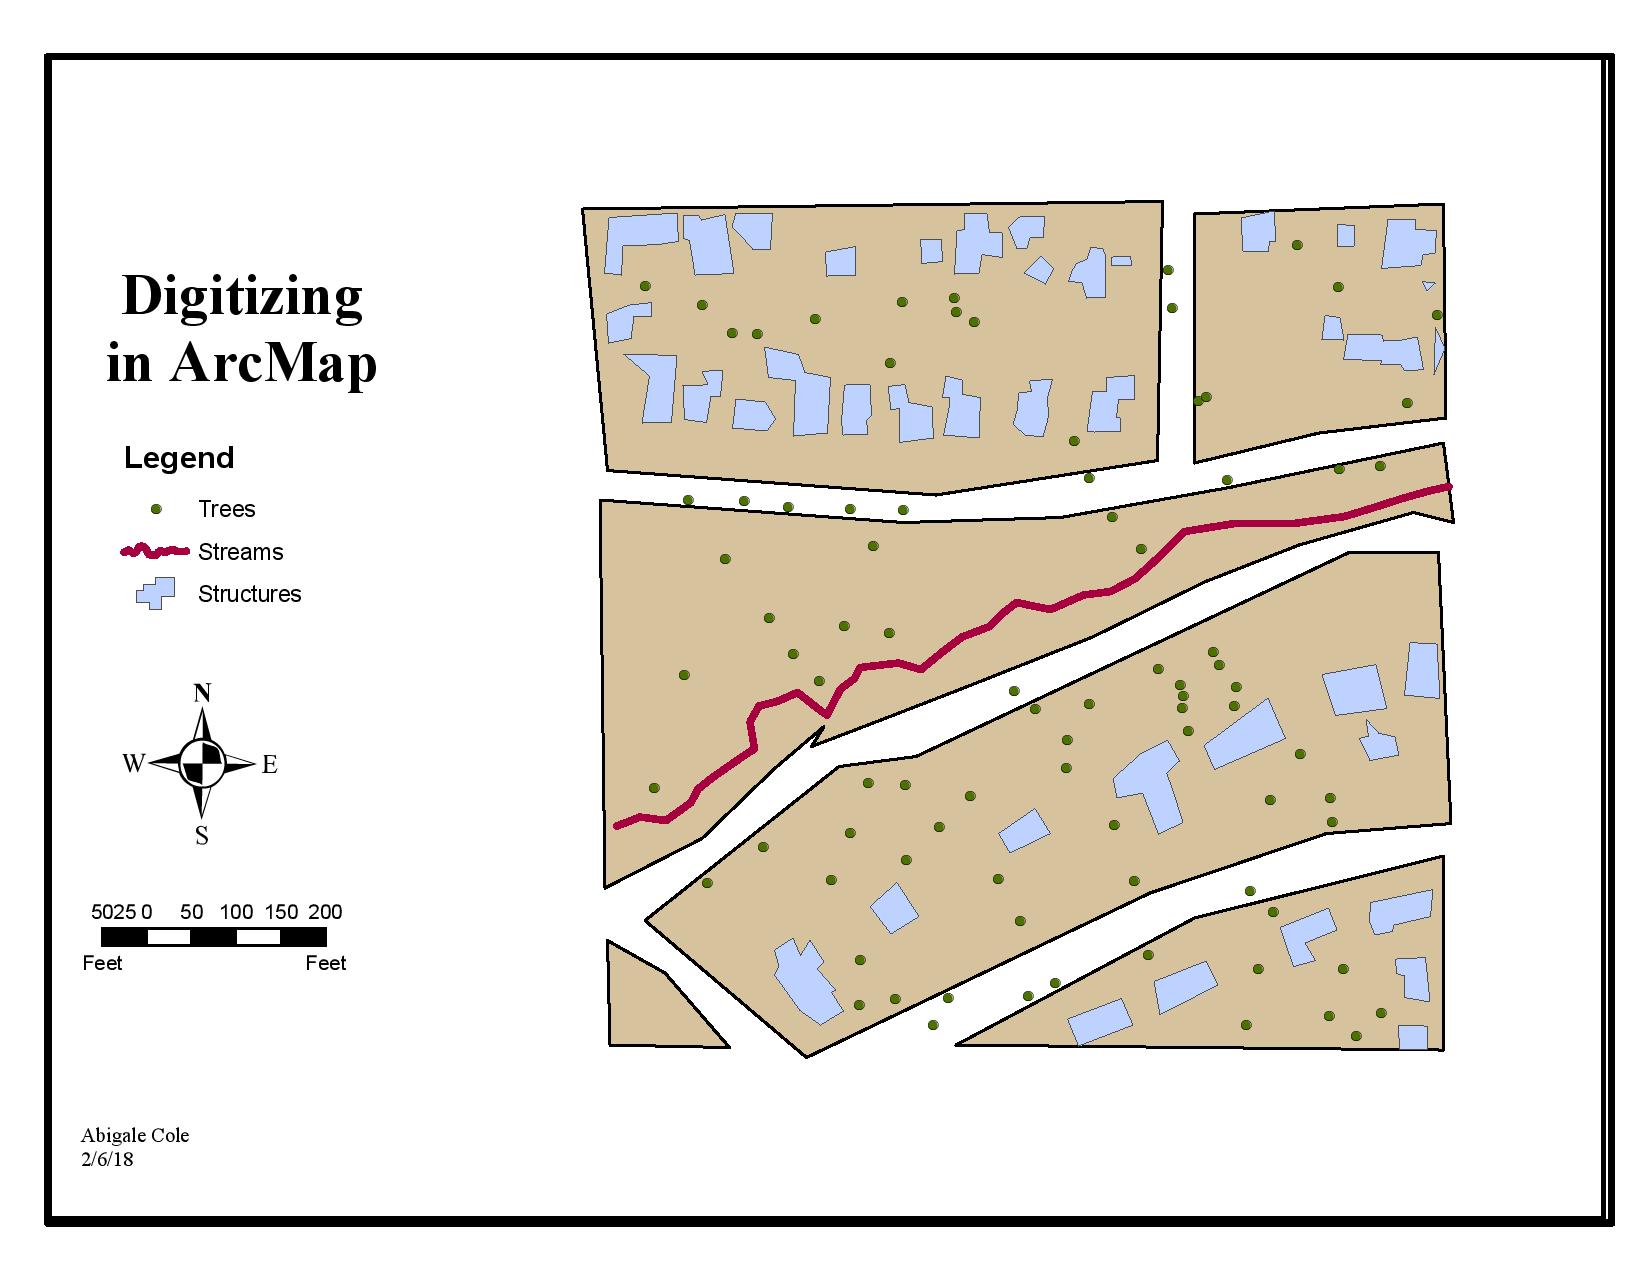 Digitizing
in ArcMap
Legend
Trees
Streams
Structures
N
W E
S
5025 0 50 100 150 200
Feet Feet
Abigale Cole
2/6/18